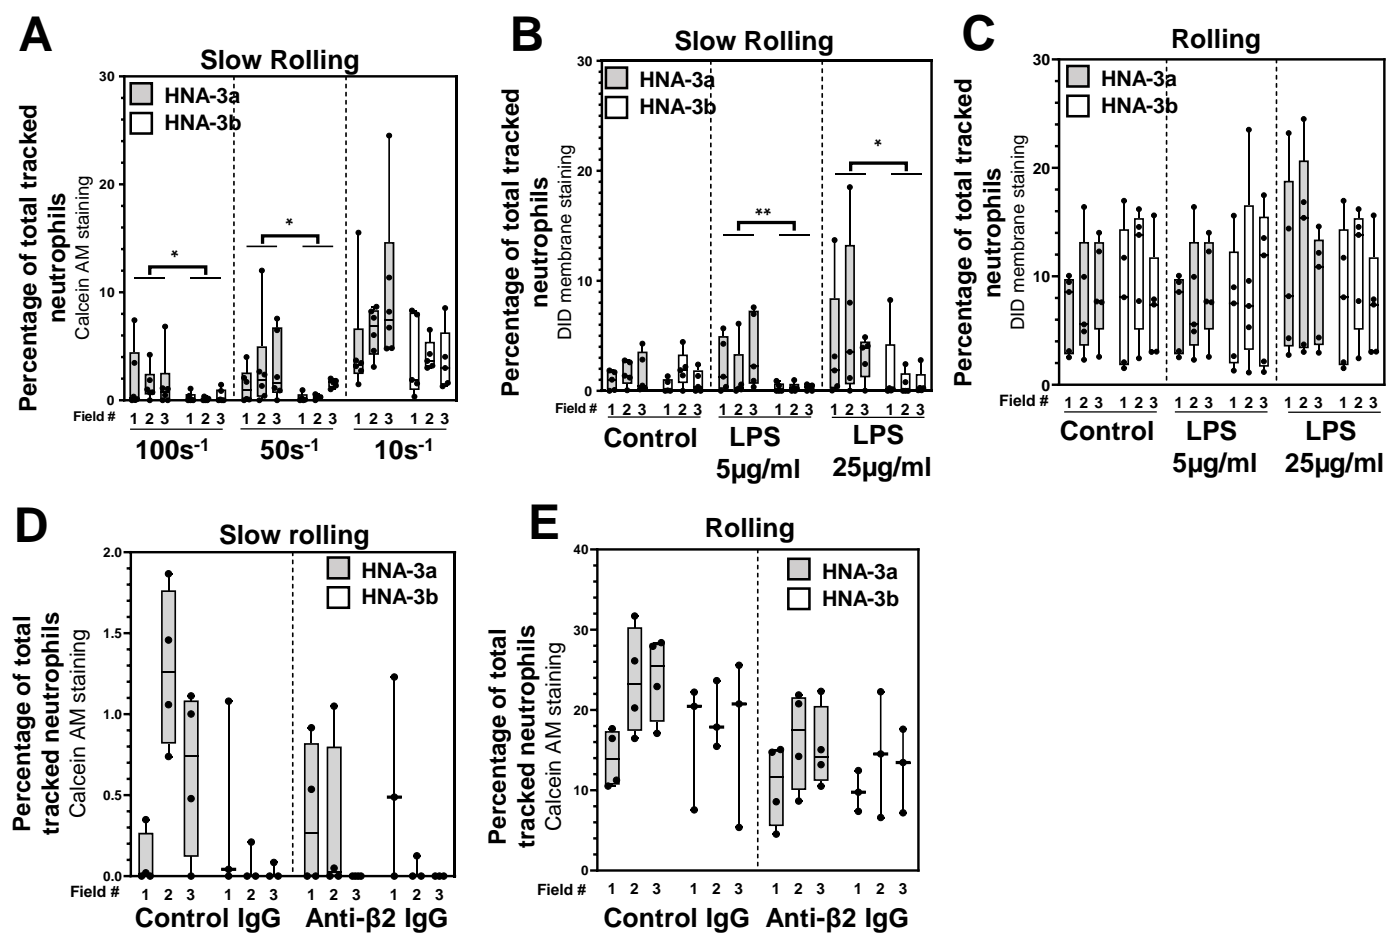 A
Slow Rolling
Percentage of total tracked
neutrophils
Calcein AM staining
30
20
10
0
HNA-3a
HNA-3b
*
*
Field #
1 2 3 1 2 3 1 2 3 1 2 3 1 2 3 1 2 3
100s-1
50s-1
10s-1
B
Slow Rolling
Percentage of total tracked
neutrophils
DID membrane staining
30
20
10
0
HNA-3a
HNA-3b
**
*
Field #
1 2 3 1 2 3 1 2 3 1 2 3 1 2 3 1 2 3
Control
LPS
5µg/ml
LPS
25µg/ml
C
Rolling
Percentage of total tracked
neutrophils
DID membrane staining
30
20
10
0
HNA-3a
HNA-3b
Field #
1 2 3 1 2 3 1 2 3 1 2 3 1 2 3 1 2 3
Control
LPS
5µg/ml
LPS
25µg/ml
D
Slow rolling
Percentage of total
tracked neutrophils
Calcein AM staining
2.0
1.5
1.0
0.5
0.0
HNA-3a
HNA-3b
Field #
1 2 3 1 2 3 1 2 3 1 2 3
Control IgG
Anti-β2 IgG
E
Rolling
Percentage of total
tracked neutrophils
Calcein AM staining
40
30
20
10
0
HNA-3a
HNA-3b
Field #
1 2 3 1 2 3 1 2 3 1 2 3
Control IgG
Anti-β2 IgG